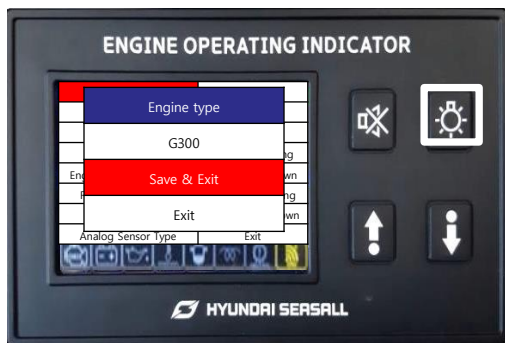 ENGINE OPERATING INDICATOR
Engine type
G300
Save & Exit
Exit
Analog Sensor Type Exit
HYUNDAI SEASALL